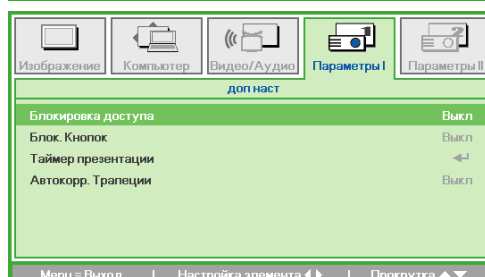 Изображение Компьютер Видео/Аудио Параметры I Параметры II
доп наст
Блокировка доступа Выкл
Блок. Кнопок Выкл
Таймер презентации
Автокорр. Трапеции Выкл
Menu = Выход | Настройка элемента | Прокрутка